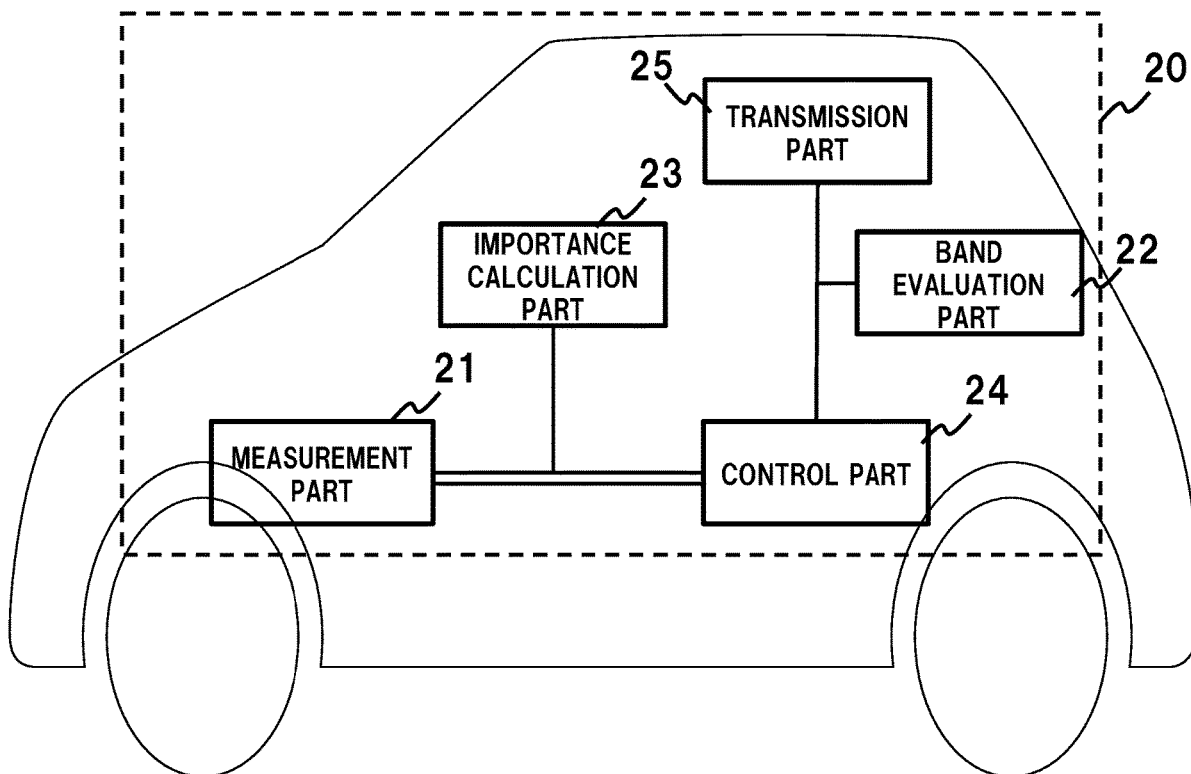 25
TRANSMISSION
PART
20
23
IMPORTANCE
CALCULATION
PART
BAND
EVALUATION
PART
22
21
MEASUREMENT
PART
24
CONTROL PART